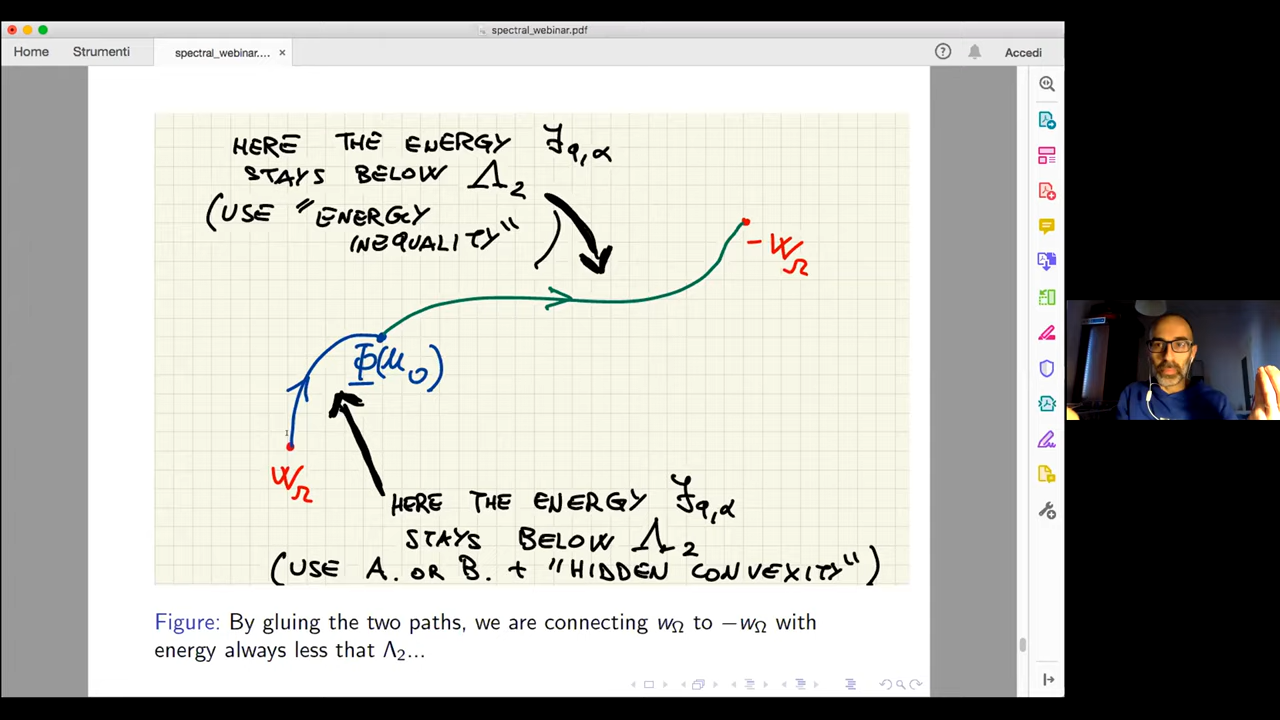 spectral_webinar.pdf
Home
Strumenti
spectral_webinar....
×
?
Accedi
HERE THE ENERGY 𝔉q,α
STAYS BELOW Λ2
(USE "ENERGY
INEQUALITY")
-WΩ
Φ(u0)
WΩ
HERE THE ENERGY 𝔉q,α
STAYS BELOW Λ2
(USE A. OR B. + "HIDDEN CONVEXITY")
Figure: By gluing the two paths, we are connecting wΩ to −wΩ with
energy always less that Λ2...